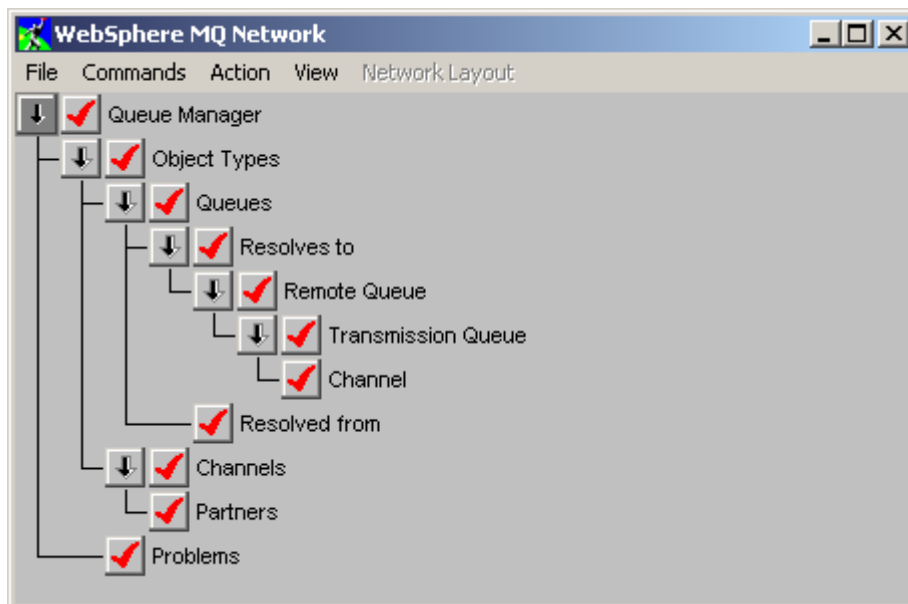 WebSphere MQ Network
File Commands Action View Network Layout
Queue Manager
Object Types
Queues
Resolves to
Remote Queue
Transmission Queue
Channel
Resolved from
Channels
Partners
Problems